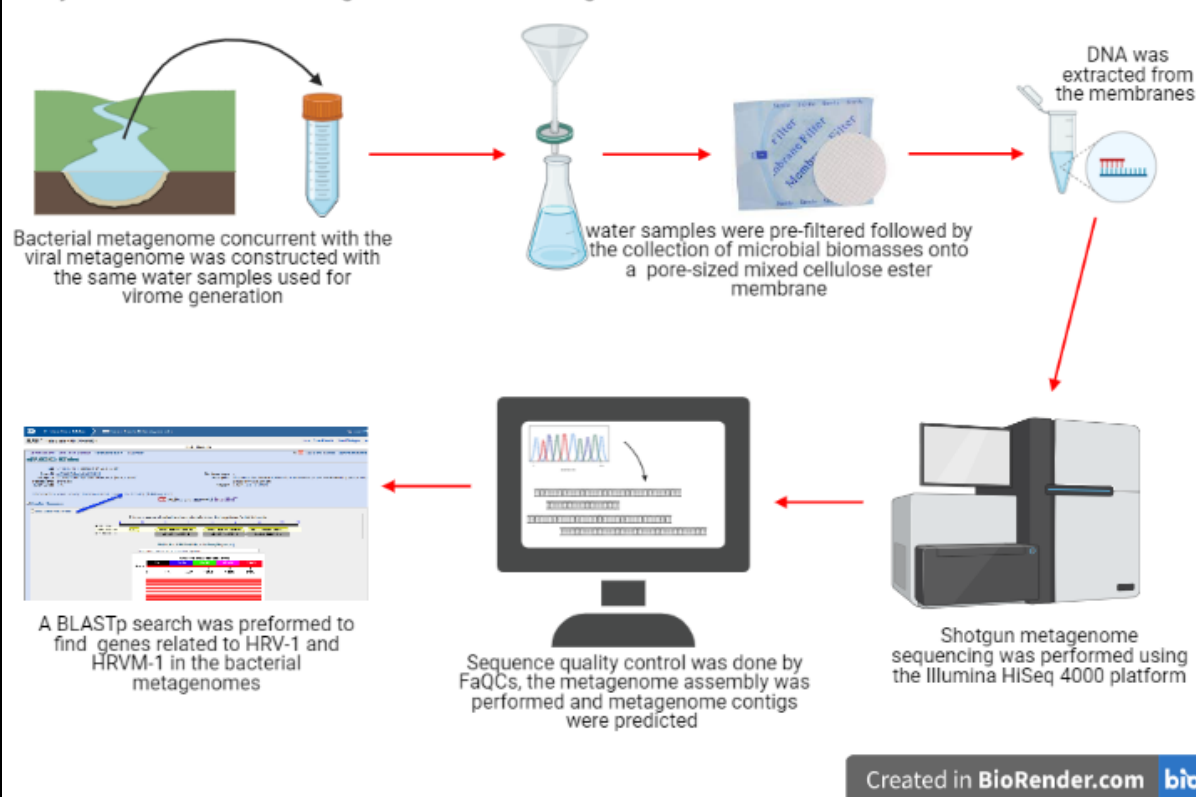 DNA was
extracted from
the membranes
Filter
Membrane Filter
Bacterial metagenome concurrent with the
viral metagenome was constructed with
the same water samples used for
virome generation
water samples were pre-filtered followed by
the collection of microbial biomasses onto
a pore-sized mixed cellulose ester
membrane
A BLASTp search was preformed to
find genes related to HRV-1 and
HRVM-1 in the bacterial
metagenomes
Sequence quality control was done by
FaQCs, the metagenome assembly was
performed and metagenome contigs
were predicted
Shotgun metagenome
sequencing was performed using
the Illumina HiSeq 4000 platform
Created in BioRender.com